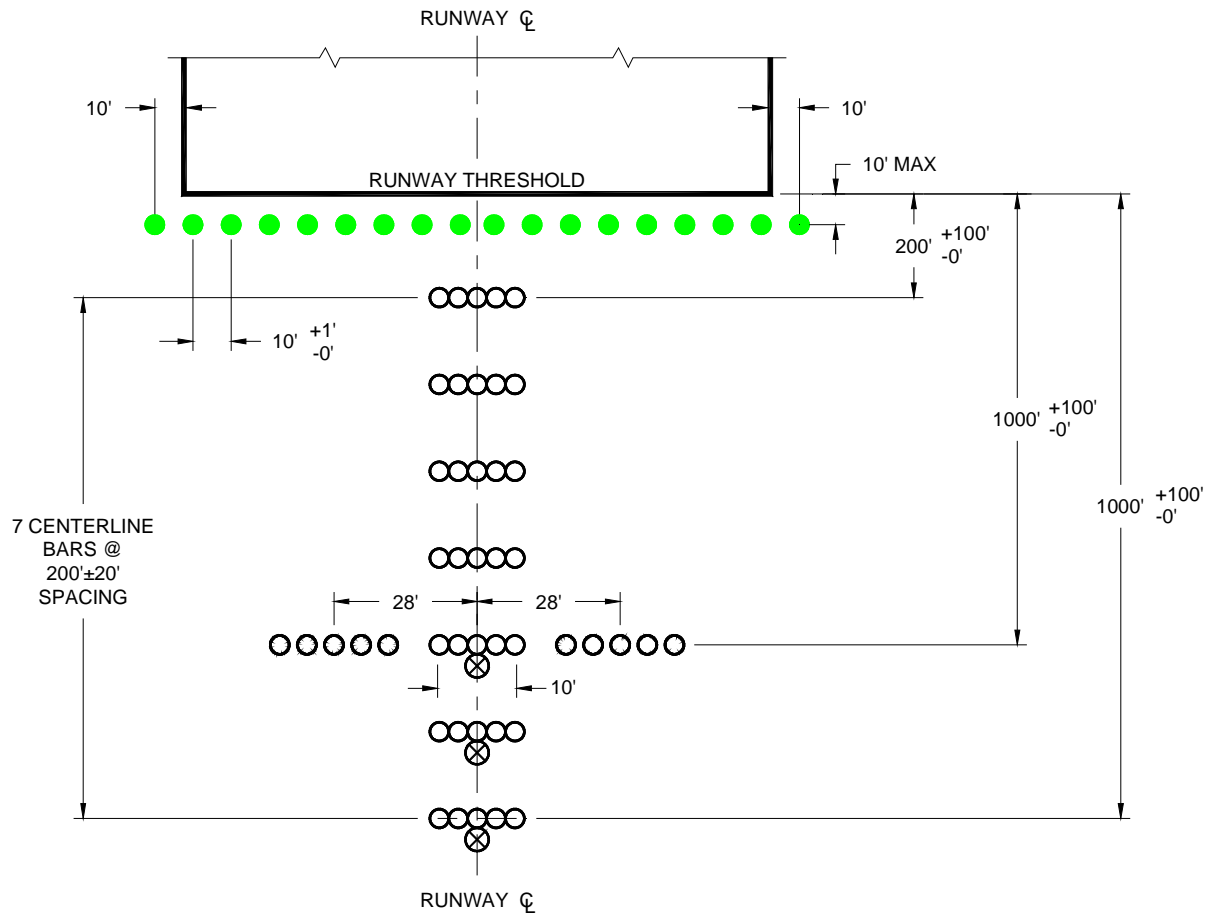 RUNWAY ℄
10'
10'
10' MAX
RUNWAY THRESHOLD
200' +100' -0'
10' +1' -0'
1000' +100' -0'
1000' +100' -0'
7 CENTERLINE
BARS @
200'±20'
SPACING
28'
28'
10'
RUNWAY ℄